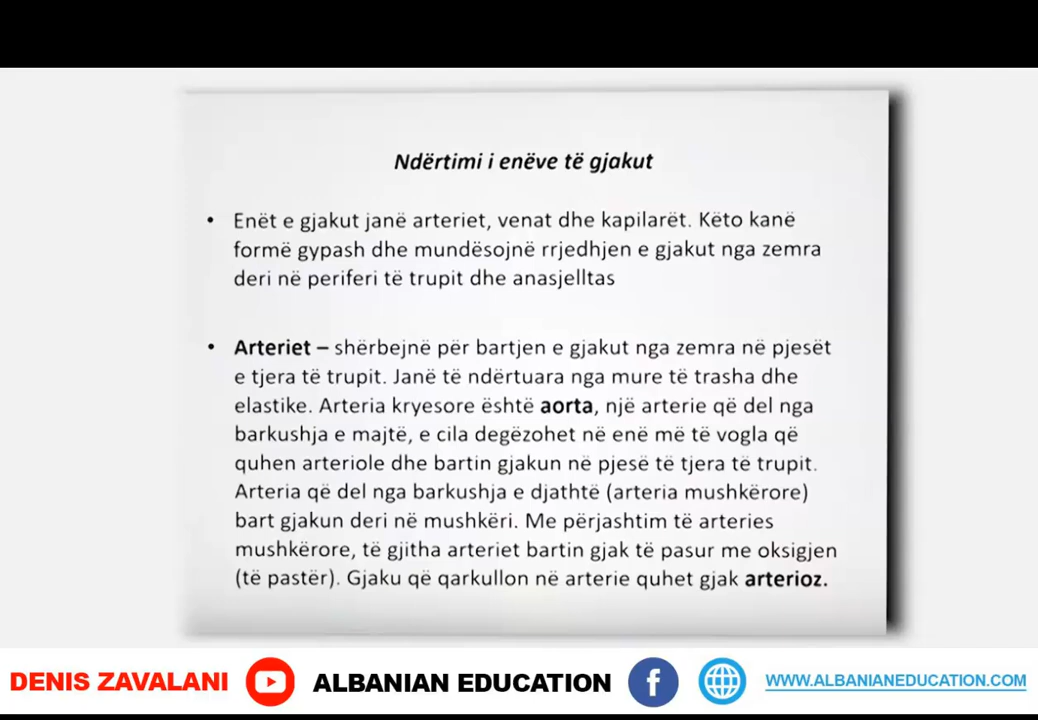 Ndërtimi i enëve të gjakut
• Enët e gjakut janë arteriet, venat dhe kapilarët. Këto kanë
formë gypash dhe mundësojnë rrjedhjen e gjakut nga zemra
deri në periferi të trupit dhe anasjelltas
• Arteriet – shërbejnë për bartjen e gjakut nga zemra në pjesët
e tjera të trupit. Janë të ndërtuara nga mure të trasha dhe
elastike. Arteria kryesore është aorta, një arterie që del nga
barkushja e majtë, e cila degëzohet në enë më të vogla që
quhen arteriole dhe bartin gjakun në pjesë të tjera të trupit.
Arteria që del nga barkushja e djathtë (arteria mushkërore)
bart gjakun deri në mushkëri. Me përjashtim të arteries
mushkërore, të gjitha arteriet bartin gjak të pasur me oksigjen
(të pastër). Gjaku që qarkullon në arterie quhet gjak arterioz.
DENIS ZAVALANI ALBANIAN EDUCATION WWW.ALBANIANEDUCATION.COM